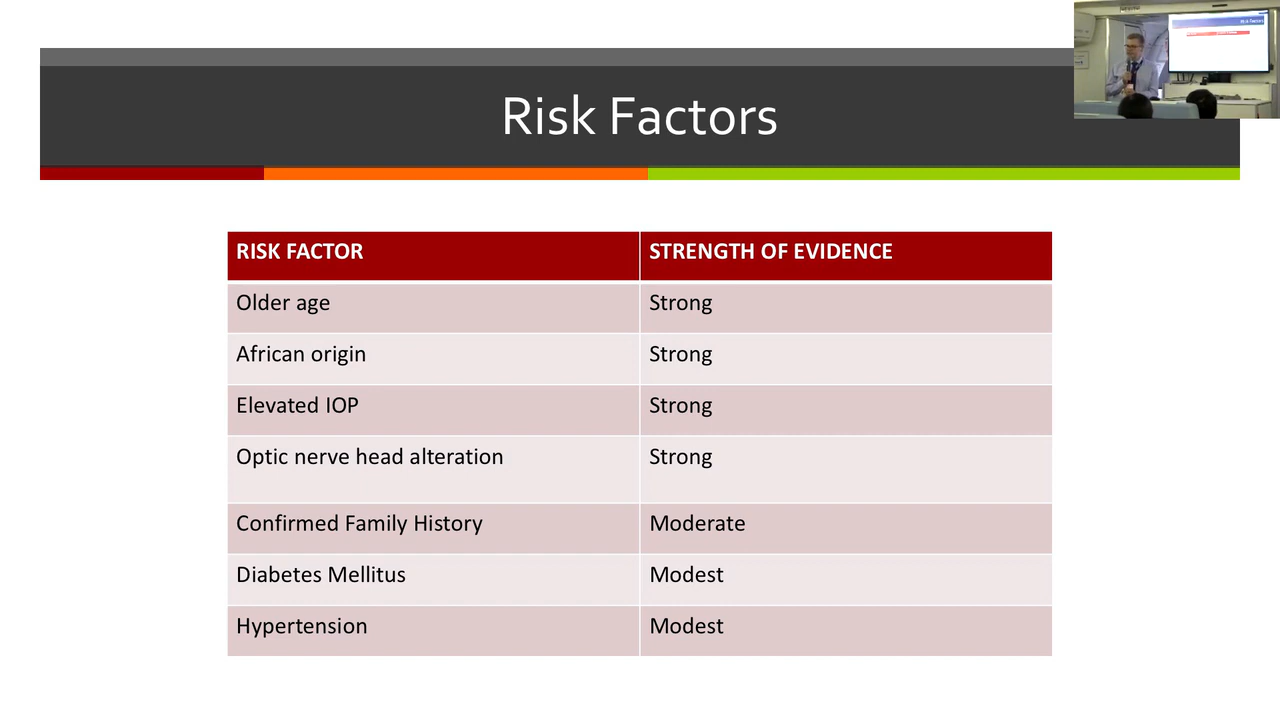 Risk Factors
RISK FACTOR STRENGTH OF EVIDENCE
Older age Strong
African origin Strong
Elevated IOP Strong
Optic nerve head alteration Strong
Confirmed Family History Moderate
Diabetes Mellitus Modest
Hypertension Modest